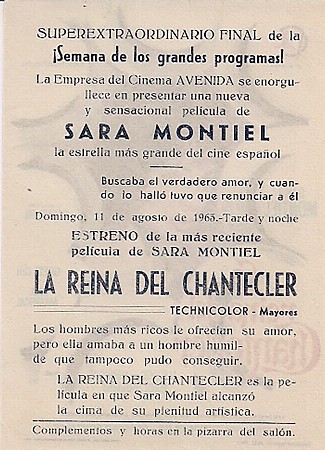 SUPEREXTRAORDINARIO FINAL de la
¡Semana de los grandes programas!
La Empresa del Cinema AVENIDA se enorgu-
llece en presentar una nueva
y sensacional película de
SARA MONTIEL
la estrella más grande del cine español
Buscaba el verdadero amor, y cuan-
do lo halló tuvo que renunciar a él
Domingo, 11 de agosto de 1963.-Tarde y noche
ESTRENO de la más reciente
película de SARA MONTIEL
LA REINA DEL CHANTECLER
TECHNICOLOR - Mayores
Los hombres más ricos le ofrecían su amor,
pero ella amaba a un hombre humil-
de que tampoco pudo conseguir.
LA REINA DEL CHANTECLER es la pe-
lícula en que Sara Montiel alcanzó
la cima de su plenitud artística.
Complementos y horas en la pizarra del salón.